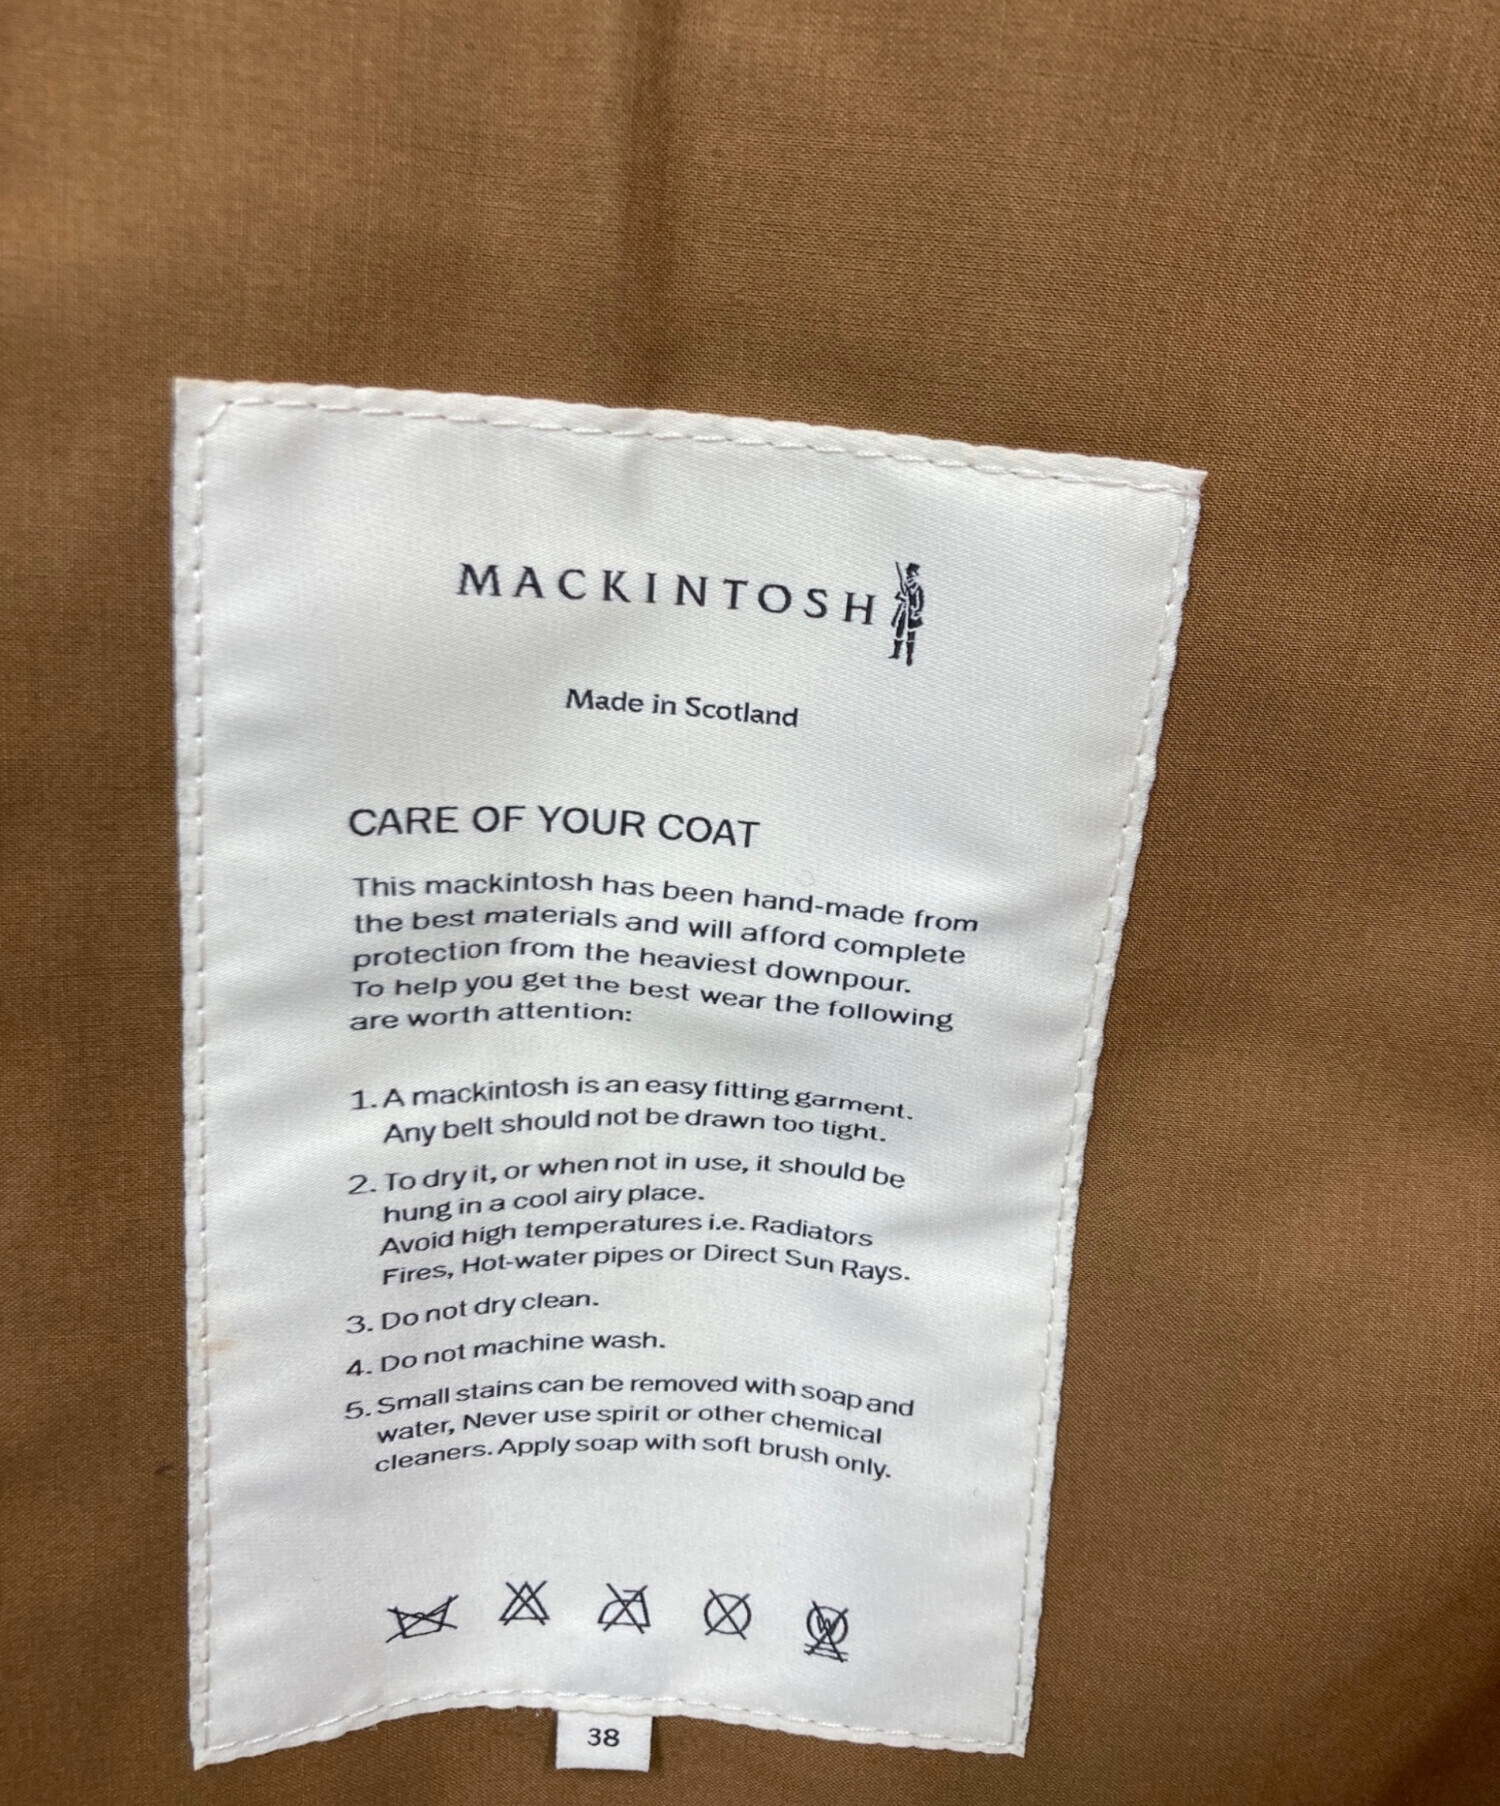 MACKINTOSH
Made in Scotland
CARE OF YOUR COAT
This mackintosh has been hand-made from
the best materials and will afford complete
protection from the heaviest downpour.
To help you get the best wear the following
are worth attention:
1. A mackintosh is an easy fitting garment.
Any belt should not be drawn too tight.
2. To dry it, or when not in use, it should be
hung in a cool airy place.
Avoid high temperatures i.e. Radiators
Fires, Hot-water pipes or Direct Sun Rays.
3. Do not dry clean.
4. Do not machine wash.
5. Small stains can be removed with soap and
water, Never use spirit or other chemical
cleaners. Apply soap with soft brush only.
W
38